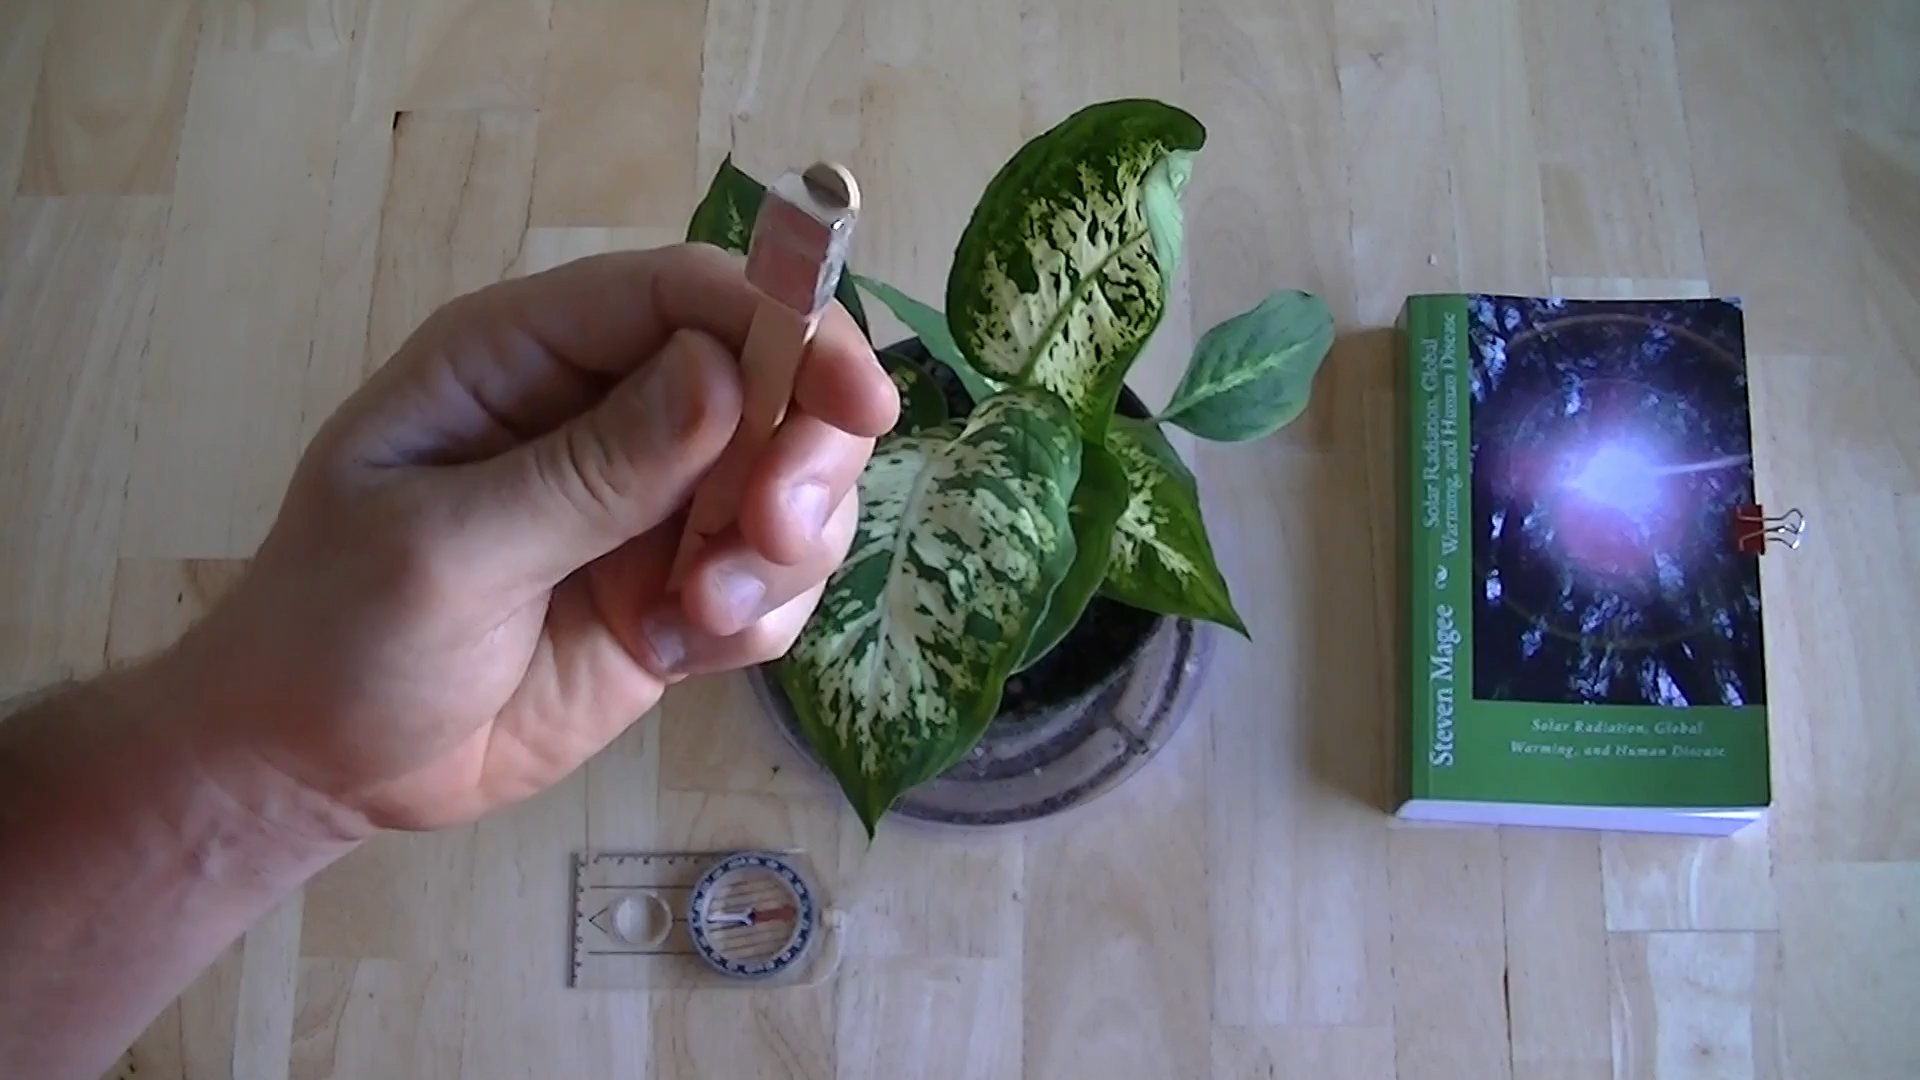 Solar Radiation, Global
Warming, and Human Disease
Steven Magee
Solar Radiation, Global
Warming, and Human Disease